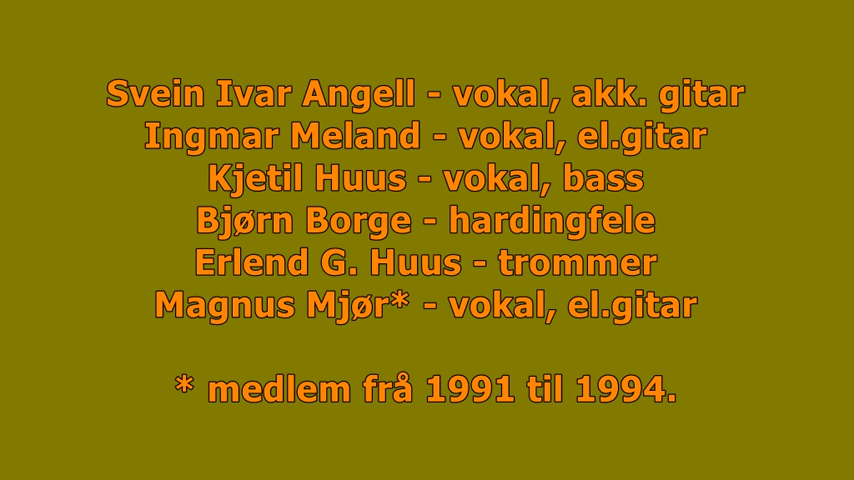 Svein Ivar Angell - vokal, akk. gitar
Ingmar Meland - vokal, el.gitar
Kjetil Huus - vokal, bass
Bjørn Borge - hardingfele
Erlend G. Huus - trommer
Magnus Mjør* - vokal, el.gitar
* medlem frå 1991 til 1994.